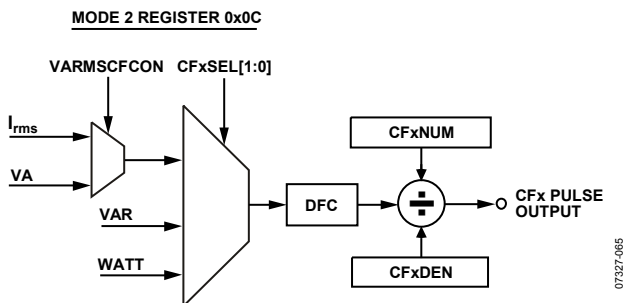 MODE 2 REGISTER 0x0C
VARMSCFCON CFxSEL[1:0]
Irms
VA
VAR
WATT
DFC
CFxNUM
÷
CFxDEN
CFx PULSE
OUTPUT
07327-065